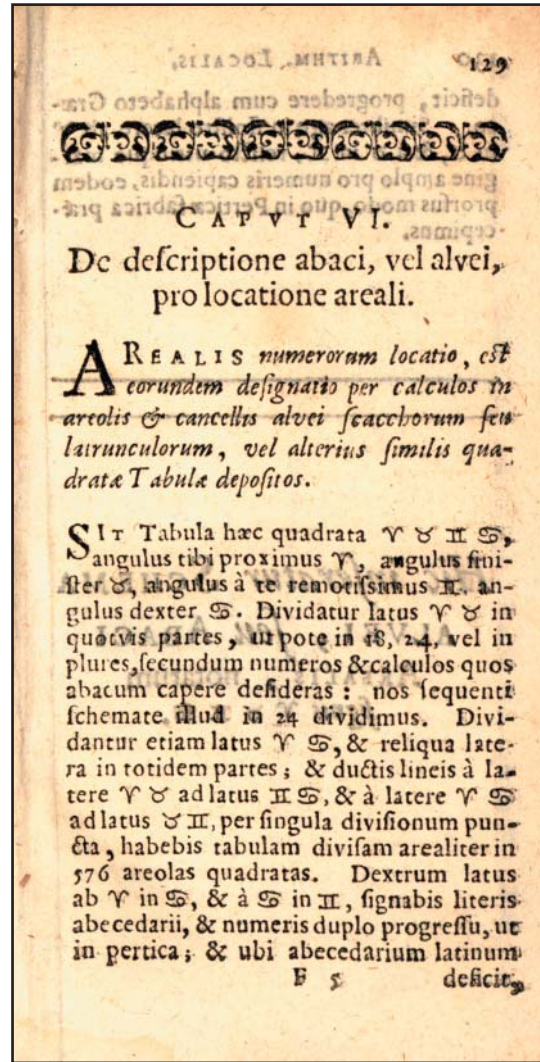 129
CAPVT VI.
De deſcriptione abaci, vel alvei,
pro locatione areali.
AREALIS numerorum locatio, eſt
eorundem deſignatio per calculos in
areolis & cancellis alvei ſcacchorum ſeu
latrunculorum, vel alterius ſimilis qua-
dratæ Tabulæ depoſitos.
SIT Tabula hæc quadrata ♈ ♉ ♊ ♋,
angulus tibi proximus ♈, angulus ſini-
ſter ♉, angulus à te remotiſſimus ♊. an-
gulus dexter ♋. Dividatur latus ♈ ♉ in
quotvis partes, utpote in 18, 24, vel in
plures, ſecundum numeros & calculos quos
abacum capere deſideras : nos ſequenti
ſchemate illud in 24 dividimus. Divi-
dantur etiam latus ♈ ♋, & reliqua late-
ra in totidem partes ; & ductis lineis à la-
tere ♈ ♉ ad latus ♊ ♋, & à latere ♈ ♋
ad latus ♉ ♊, per ſingula diviſionum pun-
cta, habebis tabulam diviſam arealiter in
576 areolas quadratas. Dextrum latus
ab ♈ in ♋, & à ♋ in ♊, ſignabis literis
abecedarii, & numeris duplo progreſſu, ut
in pertica ; & ubi abecedarium latinum
F 5 deficit,